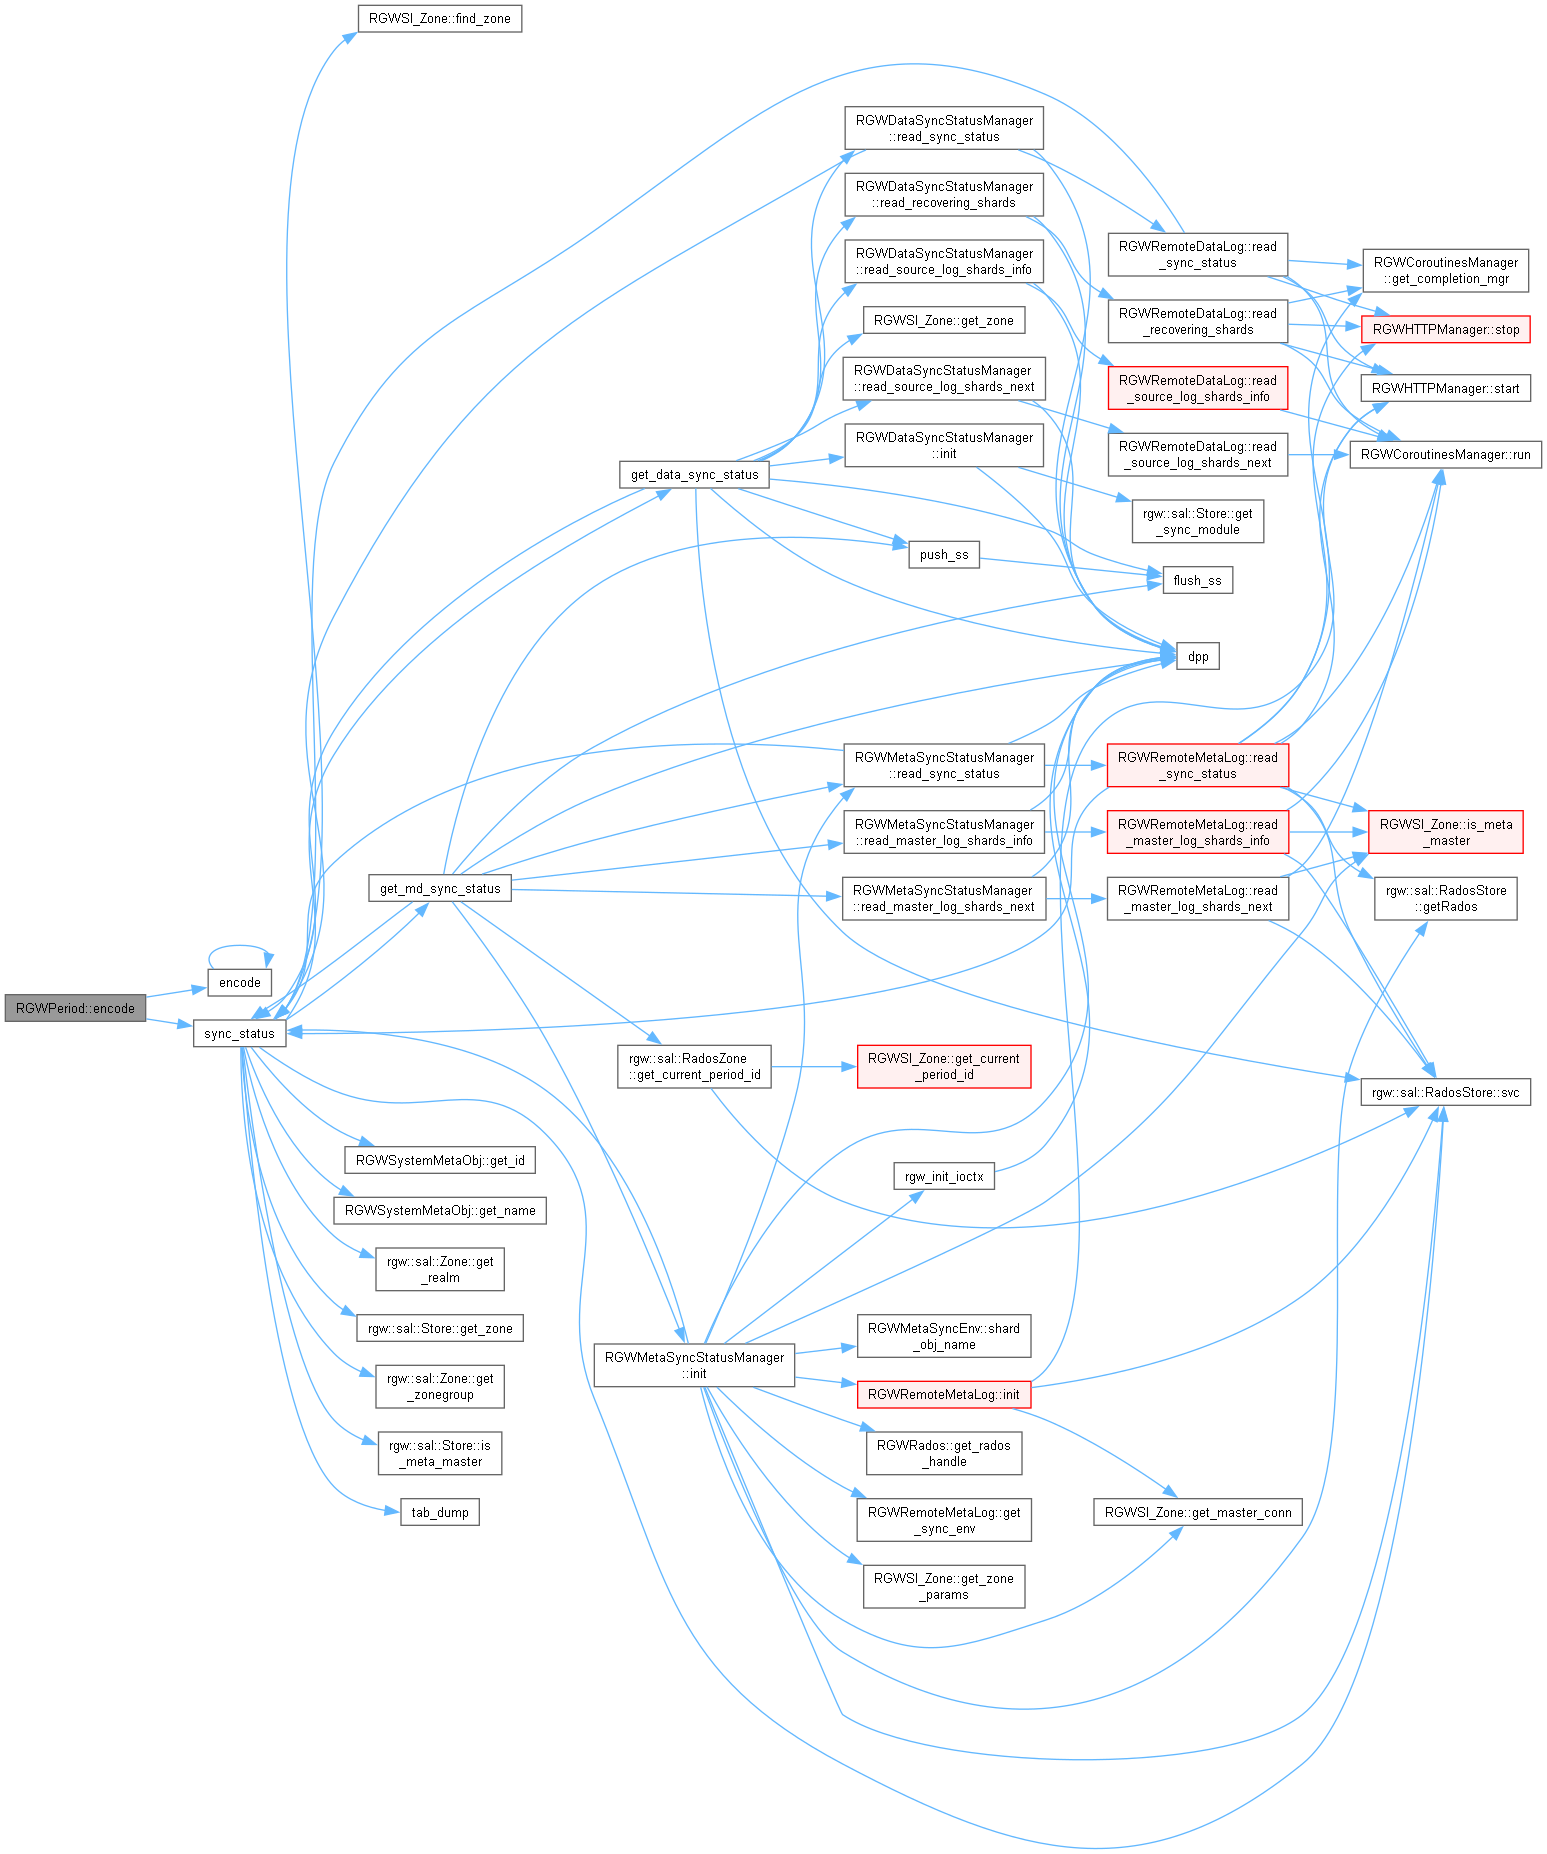 RGWPeriod::encode
encode
sync_status
RGWSI_Zone::find_zone
get_md_sync_status
RGWSystemMetaObj::get_id
RGWSystemMetaObj::get_name
rgw::sal::Zone::get
_realm
rgw::sal::Store::get_zone
rgw::sal::Zone::get
_zonegroup
rgw::sal::Store::is
_meta_master
tab_dump
get_data_sync_status
rgw::sal::RadosZone
::get_current_period_id
RGWMetaSyncStatusManager
::init
RGWDataSyncStatusManager
::read_sync_status
RGWDataSyncStatusManager
::read_recovering_shards
RGWDataSyncStatusManager
::read_source_log_shards_info
RGWSI_Zone::get_zone
RGWDataSyncStatusManager
::read_source_log_shards_next
RGWDataSyncStatusManager
::init
push_ss
RGWMetaSyncStatusManager
::read_sync_status
RGWMetaSyncStatusManager
::read_master_log_shards_info
RGWMetaSyncStatusManager
::read_master_log_shards_next
RGWSI_Zone::get_current
_period_id
rgw_init_ioctx
RGWMetaSyncEnv::shard
_obj_name
RGWRemoteMetaLog::init
RGWRados::get_rados
_handle
RGWRemoteMetaLog::get
_sync_env
RGWSI_Zone::get_zone
_params
RGWRemoteDataLog::read
_sync_status
RGWRemoteDataLog::read
_recovering_shards
RGWRemoteDataLog::read
_source_log_shards_info
RGWRemoteDataLog::read
_source_log_shards_next
rgw::sal::Store::get
_sync_module
flush_ss
dpp
RGWRemoteMetaLog::read
_sync_status
RGWRemoteMetaLog::read
_master_log_shards_info
RGWRemoteMetaLog::read
_master_log_shards_next
RGWSI_Zone::get_master_conn
RGWCoroutinesManager
::get_completion_mgr
RGWHTTPManager::stop
RGWHTTPManager::start
RGWCoroutinesManager::run
RGWSI_Zone::is_meta
_master
rgw::sal::RadosStore
::getRados
rgw::sal::RadosStore::svc